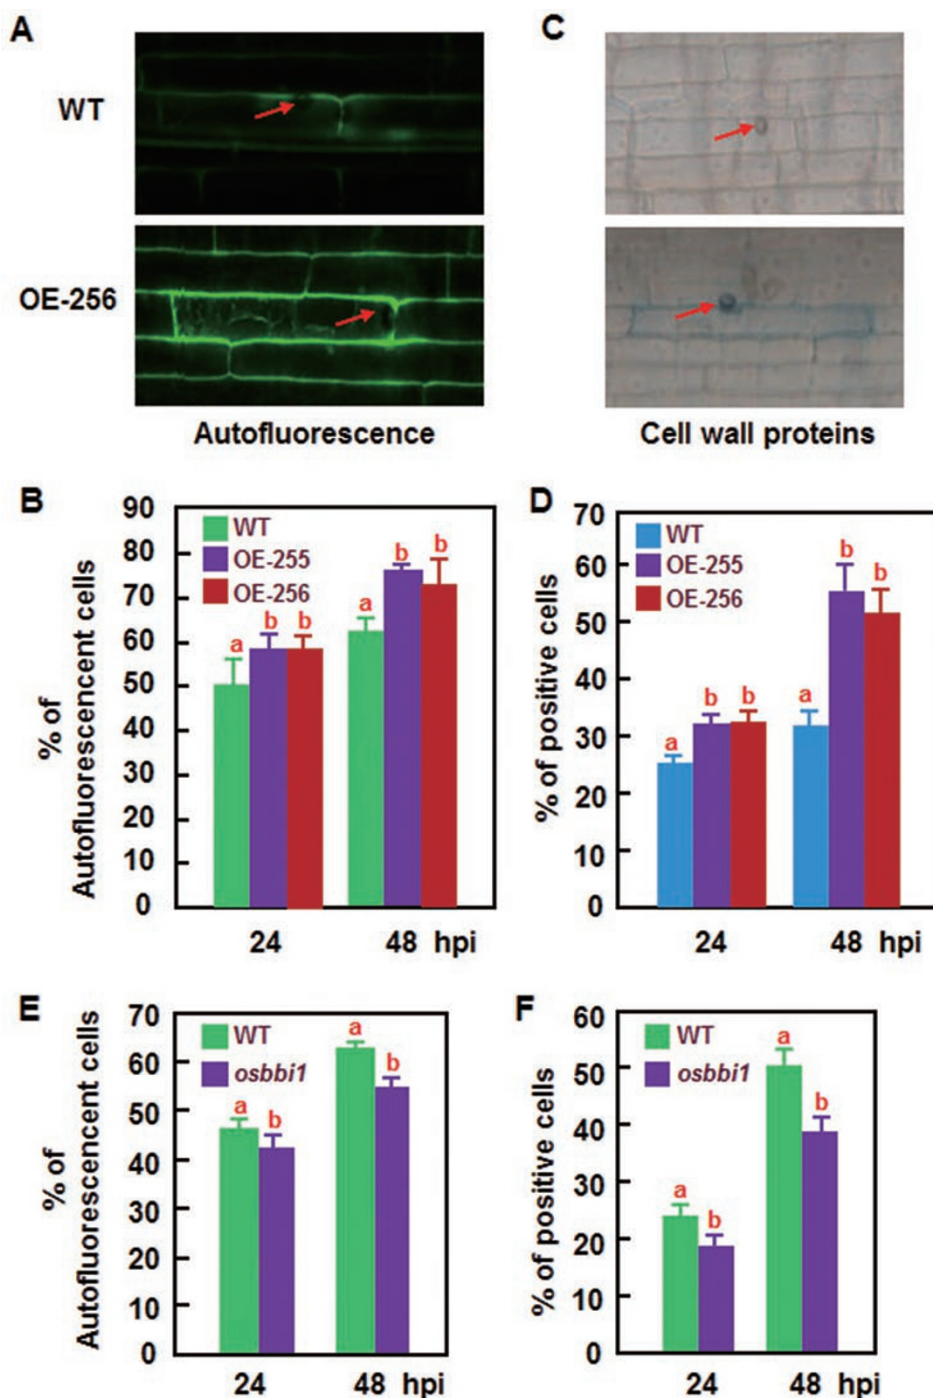 A
WT
OE-256
Autofluorescence
C
Cell wall proteins
B
% of
Autofluorescencent cells
90
80
70
60
50
40
30
20
10
0
WT
OE-255
OE-256
a
b
b
a
b
b
24
48 hpi
D
% of positive cells
70
60
50
40
30
20
10
0
WT
OE-255
OE-256
a
b
b
a
b
b
24
48 hpi
E
% of
Autofluorescencent cells
70
60
50
40
30
20
10
0
WT
osbbi1
a
b
a
b
24
48 hpi
F
% of positive cells
60
50
40
30
20
10
0
WT
osbbi1
a
b
a
b
24
48 hpi